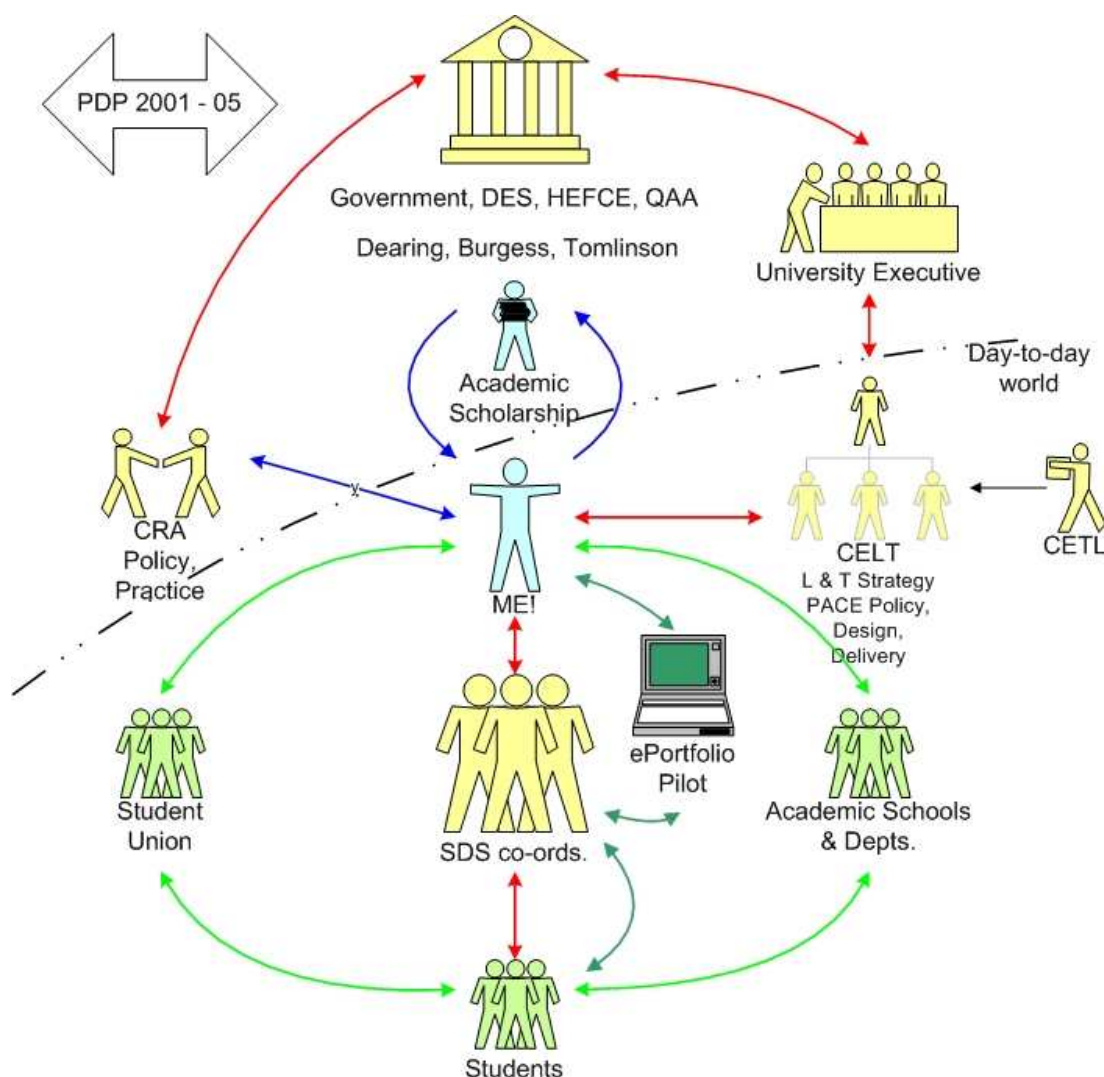 PDP 2001 - 05
Government, DES, HEFCE, QAA
Dearing, Burgess, Tomlinson
University Executive
Academic
Scholarship
Day-to-day
world
CRA
Policy,
Practice
y
ME!
CELT
L & T Strategy
PACE Policy,
Design,
Delivery
CETL
Student
Union
SDS co-ords.
ePortfolio
Pilot
Academic Schools
& Depts.
Students